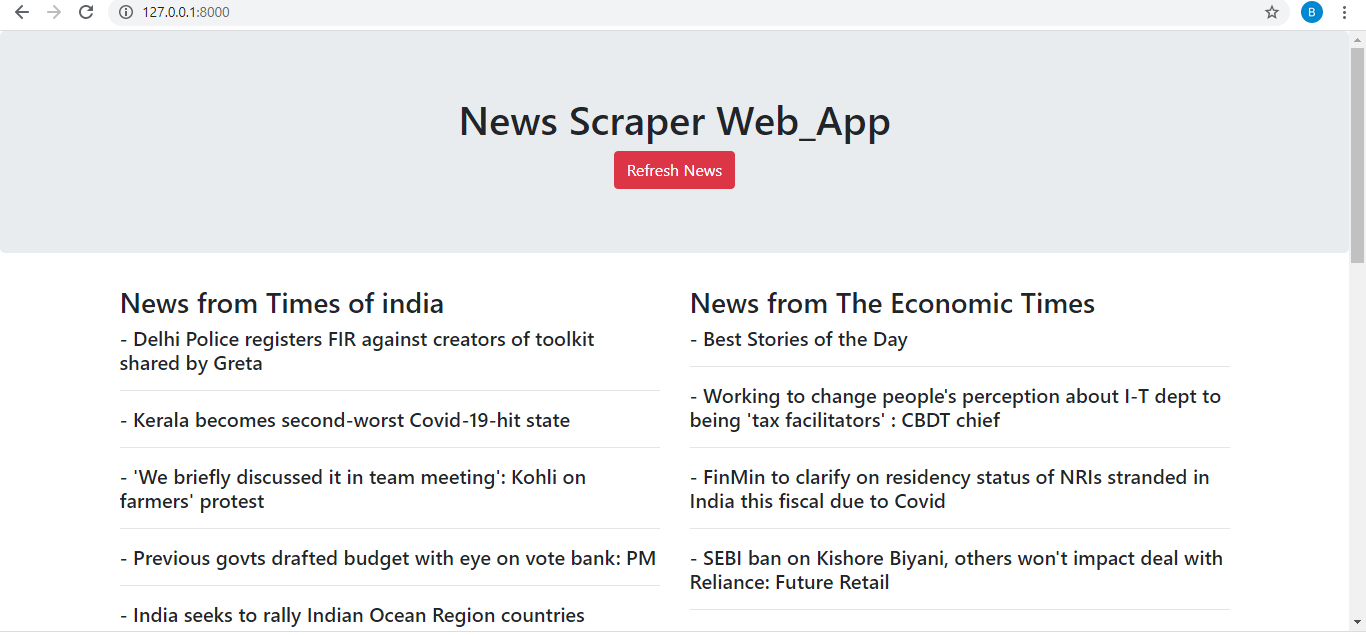 127.0.0.1:8000
B
News Scraper Web_App
Refresh News
News from Times of india
- Delhi Police registers FIR against creators of toolkit
shared by Greta
- Kerala becomes second-worst Covid-19-hit state
- 'We briefly discussed it in team meeting': Kohli on
farmers' protest
- Previous govts drafted budget with eye on vote bank: PM
- India seeks to rally Indian Ocean Region countries
News from The Economic Times
- Best Stories of the Day
- Working to change people's perception about I-T dept to
being 'tax facilitators' : CBDT chief
- FinMin to clarify on residency status of NRIs stranded in
India this fiscal due to Covid
- SEBI ban on Kishore Biyani, others won't impact deal with
Reliance: Future Retail